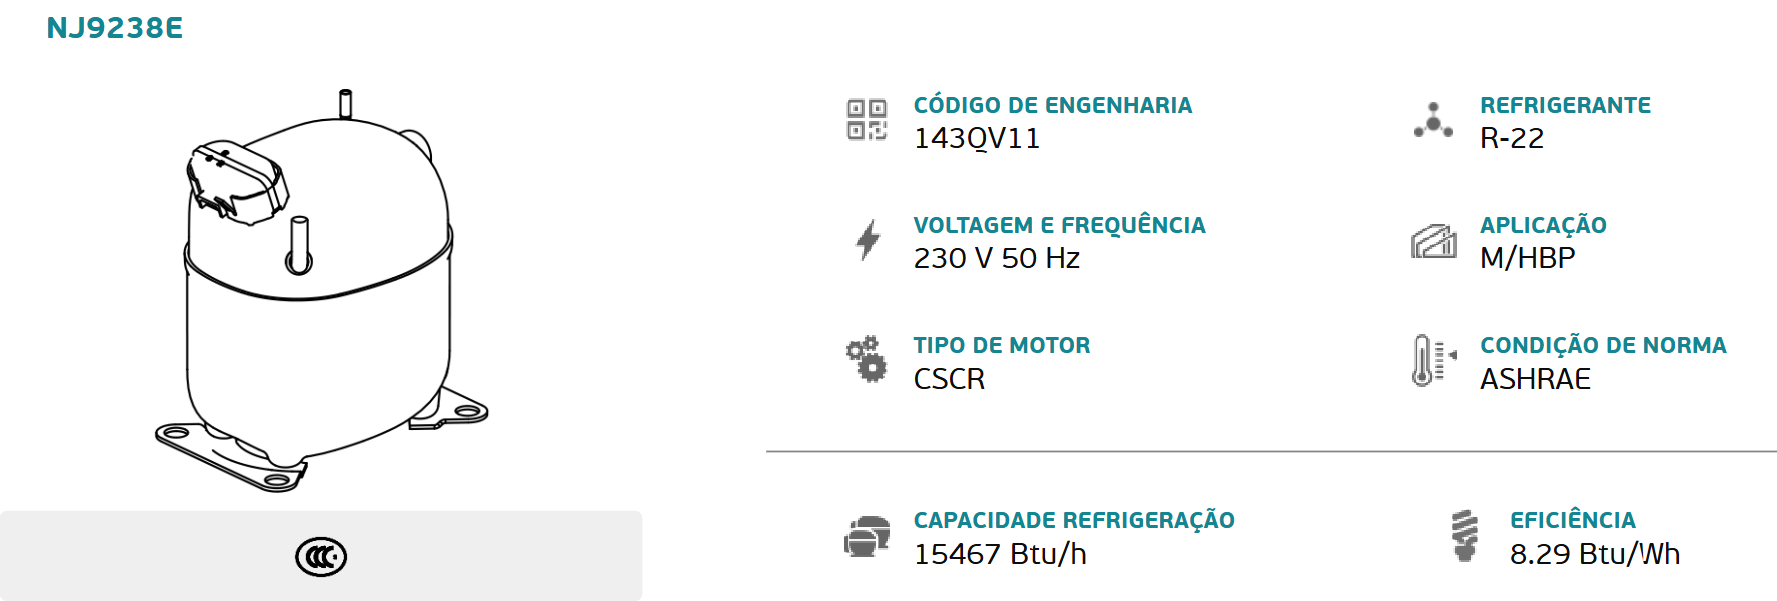 NJ9238E
CÓDIGO DE ENGENHARIA
143QV11
REFRIGERANTE
R-22
VOLTAGEM E FREQUÊNCIA
230 V 50 Hz
APLICAÇÃO
M/HBP
TIPO DE MOTOR
CSCR
CONDIÇÃO DE NORMA
ASHRAE
CAPACIDADE REFRIGERAÇÃO
15467 Btu/h
EFICIÊNCIA
8.29 Btu/Wh
CCC